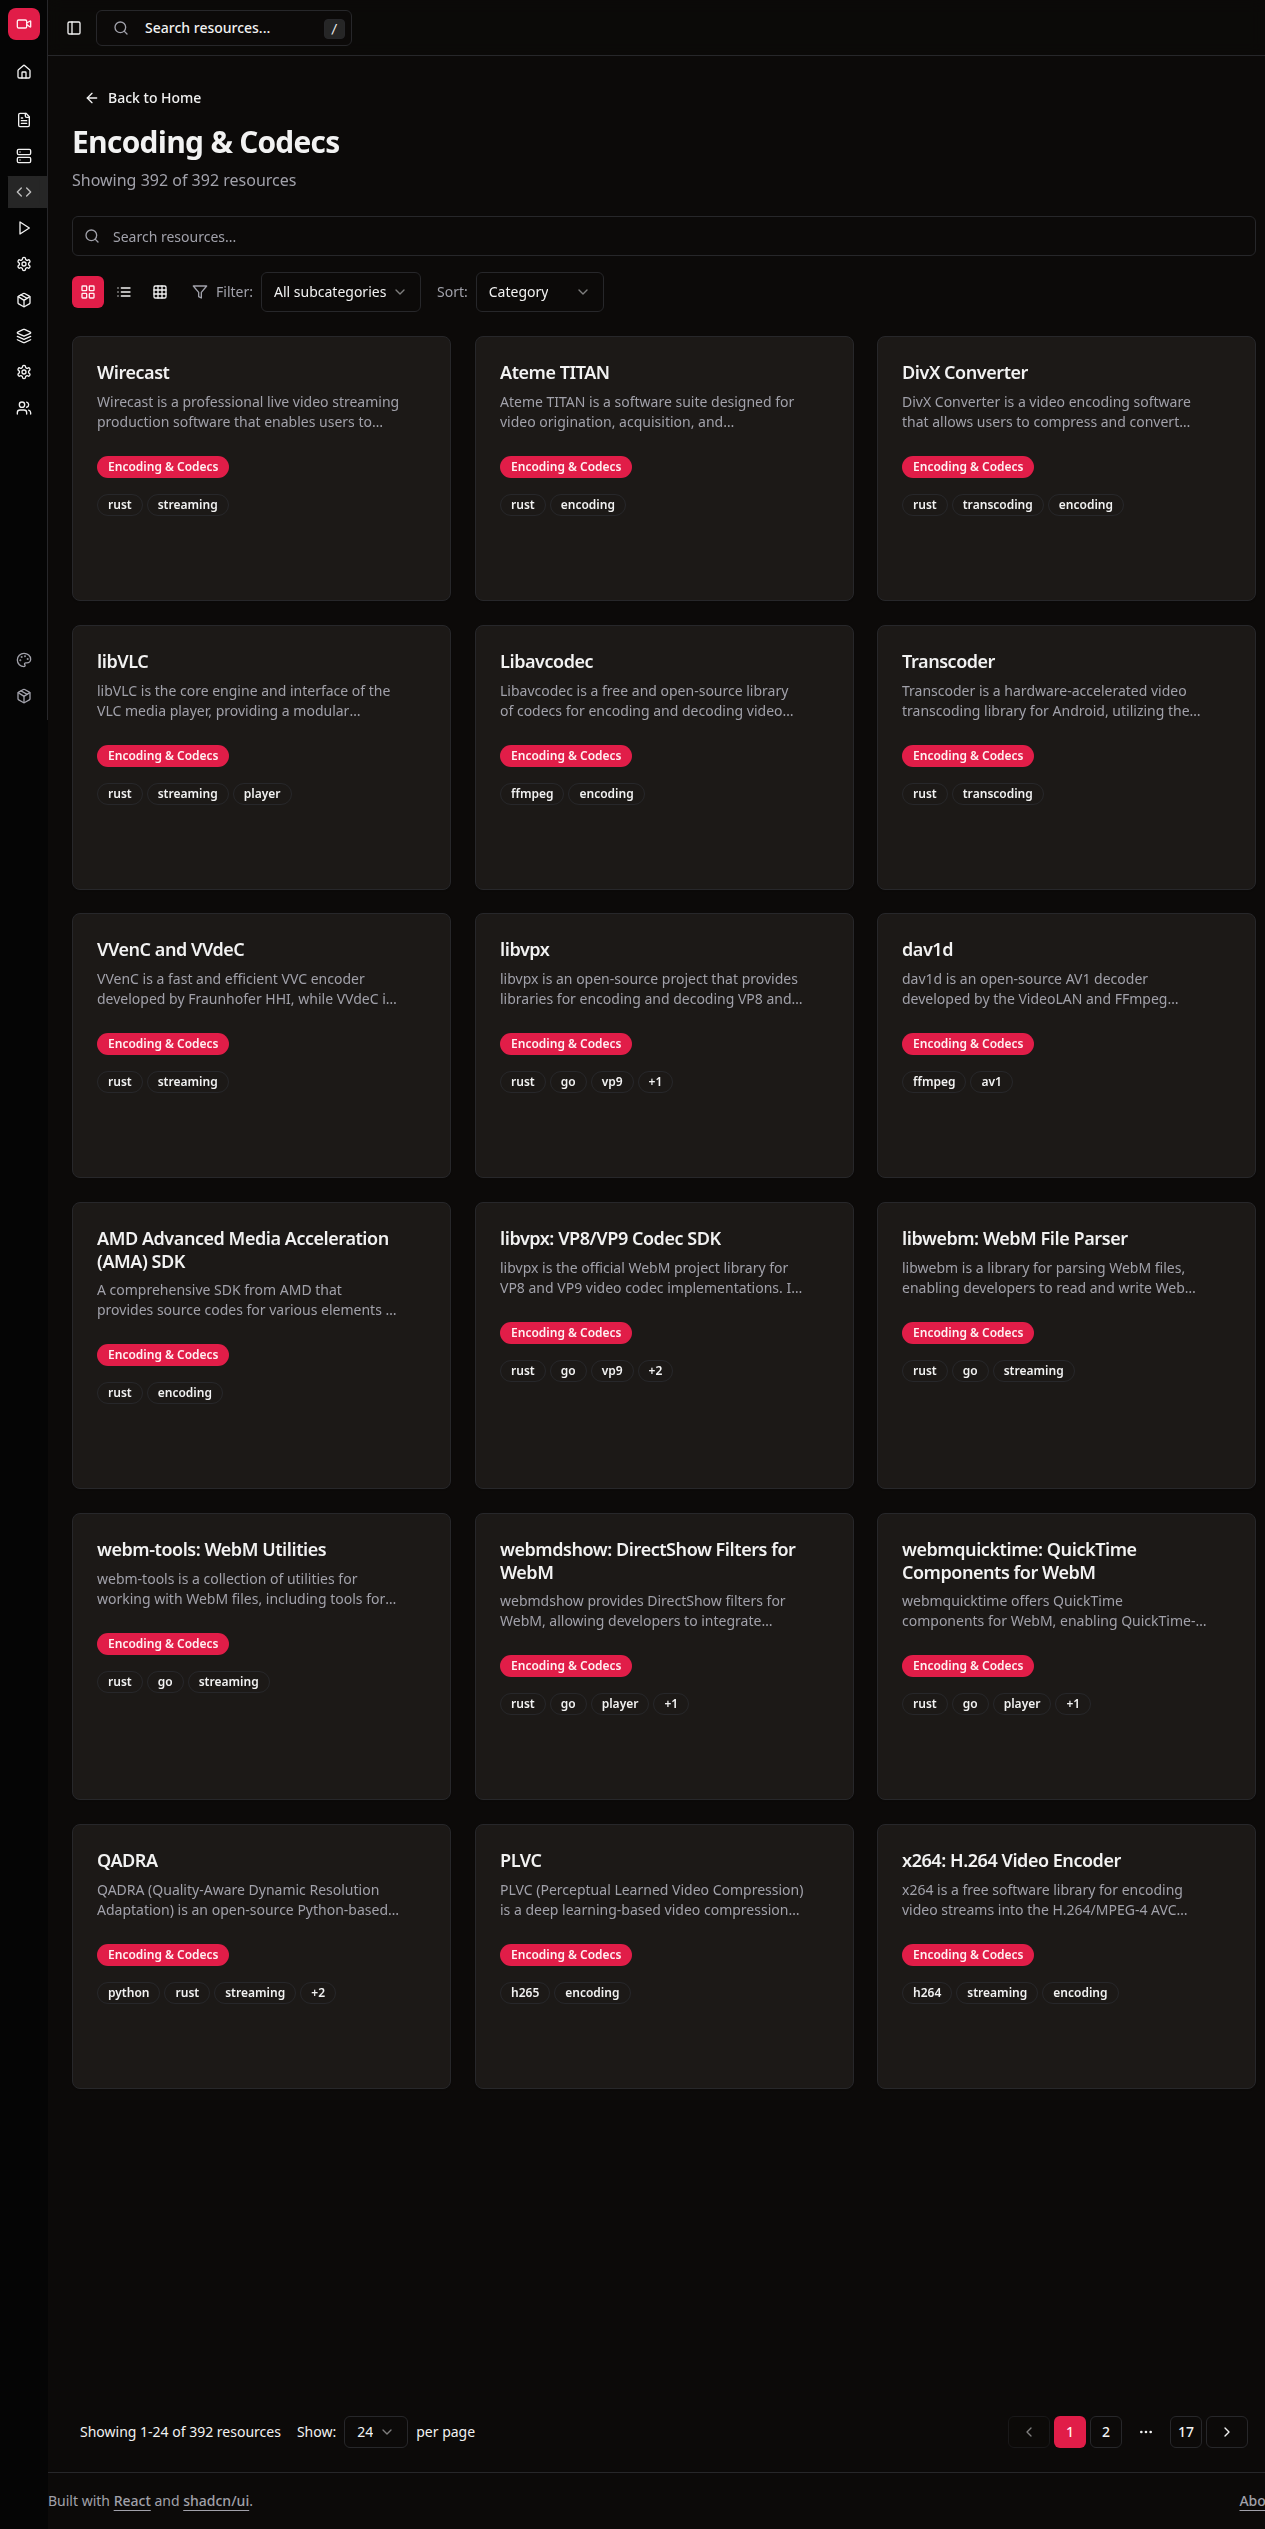 Search resources... /
Back to Home
Encoding & Codecs
Showing 392 of 392 resources
Search resources...
Filter: All subcategories Sort: Category
Wirecast
Wirecast is a professional live video streaming
production software that enables users to...
Encoding & Codecs
rust streaming
Ateme TITAN
Ateme TITAN is a software suite designed for
video origination, acquisition, and...
Encoding & Codecs
rust encoding
DivX Converter
DivX Converter is a video encoding software
that allows users to compress and convert...
Encoding & Codecs
rust transcoding encoding
libVLC
libVLC is the core engine and interface of the
VLC media player, providing a modular...
Encoding & Codecs
rust streaming player
Libavcodec
Libavcodec is a free and open-source library
of codecs for encoding and decoding video...
Encoding & Codecs
ffmpeg encoding
Transcoder
Transcoder is a hardware-accelerated video
transcoding library for Android, utilizing the...
Encoding & Codecs
rust transcoding
VVenC and VVdeC
VVenC is a fast and efficient VVC encoder
developed by Fraunhofer HHI, while VVdeC i...
Encoding & Codecs
rust streaming
libvpx
libvpx is an open-source project that provides
libraries for encoding and decoding VP8 and...
Encoding & Codecs
rust go vp9 +1
dav1d
dav1d is an open-source AV1 decoder
developed by the VideoLAN and FFmpeg...
Encoding & Codecs
ffmpeg av1
AMD Advanced Media Acceleration
(AMA) SDK
A comprehensive SDK from AMD that
provides source codes for various elements ...
Encoding & Codecs
rust encoding
libvpx: VP8/VP9 Codec SDK
libvpx is the official WebM project library for
VP8 and VP9 video codec implementations. I...
Encoding & Codecs
rust go vp9 +2
libwebm: WebM File Parser
libwebm is a library for parsing WebM files,
enabling developers to read and write Web...
Encoding & Codecs
rust go streaming
webm-tools: WebM Utilities
webm-tools is a collection of utilities for
working with WebM files, including tools for...
Encoding & Codecs
rust go streaming
webmdshow: DirectShow Filters for
WebM
webmdshow provides DirectShow filters for
WebM, allowing developers to integrate...
Encoding & Codecs
rust go player +1
webmquicktime: QuickTime
Components for WebM
webmquicktime offers QuickTime
components for WebM, enabling QuickTime-...
Encoding & Codecs
rust go player +1
QADRA
QADRA (Quality-Aware Dynamic Resolution
Adaptation) is an open-source Python-based...
Encoding & Codecs
python rust streaming +2
PLVC
PLVC (Perceptual Learned Video Compression)
is a deep learning-based video compression...
Encoding & Codecs
h265 encoding
x264: H.264 Video Encoder
x264 is a free software library for encoding
video streams into the H.264/MPEG-4 AVC...
Encoding & Codecs
h264 streaming encoding
Showing 1-24 of 392 resources Show: 24 per page
1 2 ... 17
Built with React and shadcn/ui.
Abo